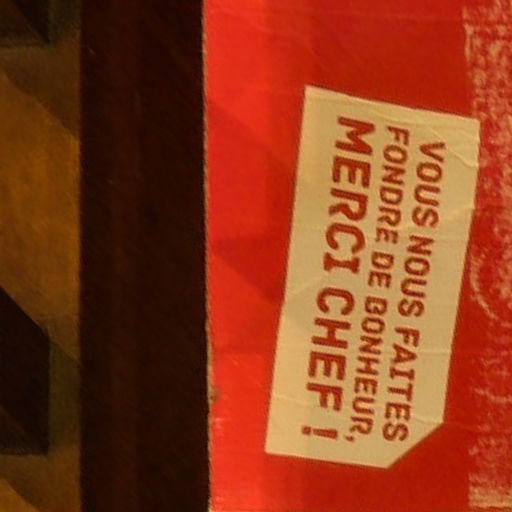 VOUS NOUS FAITES
FONDRE DE BONHEUR,
MERCI CHEF !